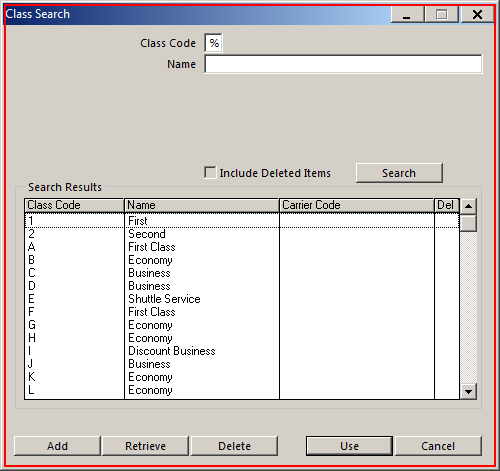 Class Search
Class Code %
Name
Include Deleted Items Search
Search Results
Class Code Name Carrier Code Del
1 First
2 Second
A First Class
B Economy
C Business
D Business
E Shuttle Service
F First Class
G Economy
H Economy
I Discount Business
J Business
K Economy
L Economy
Add Retrieve Delete Use Cancel